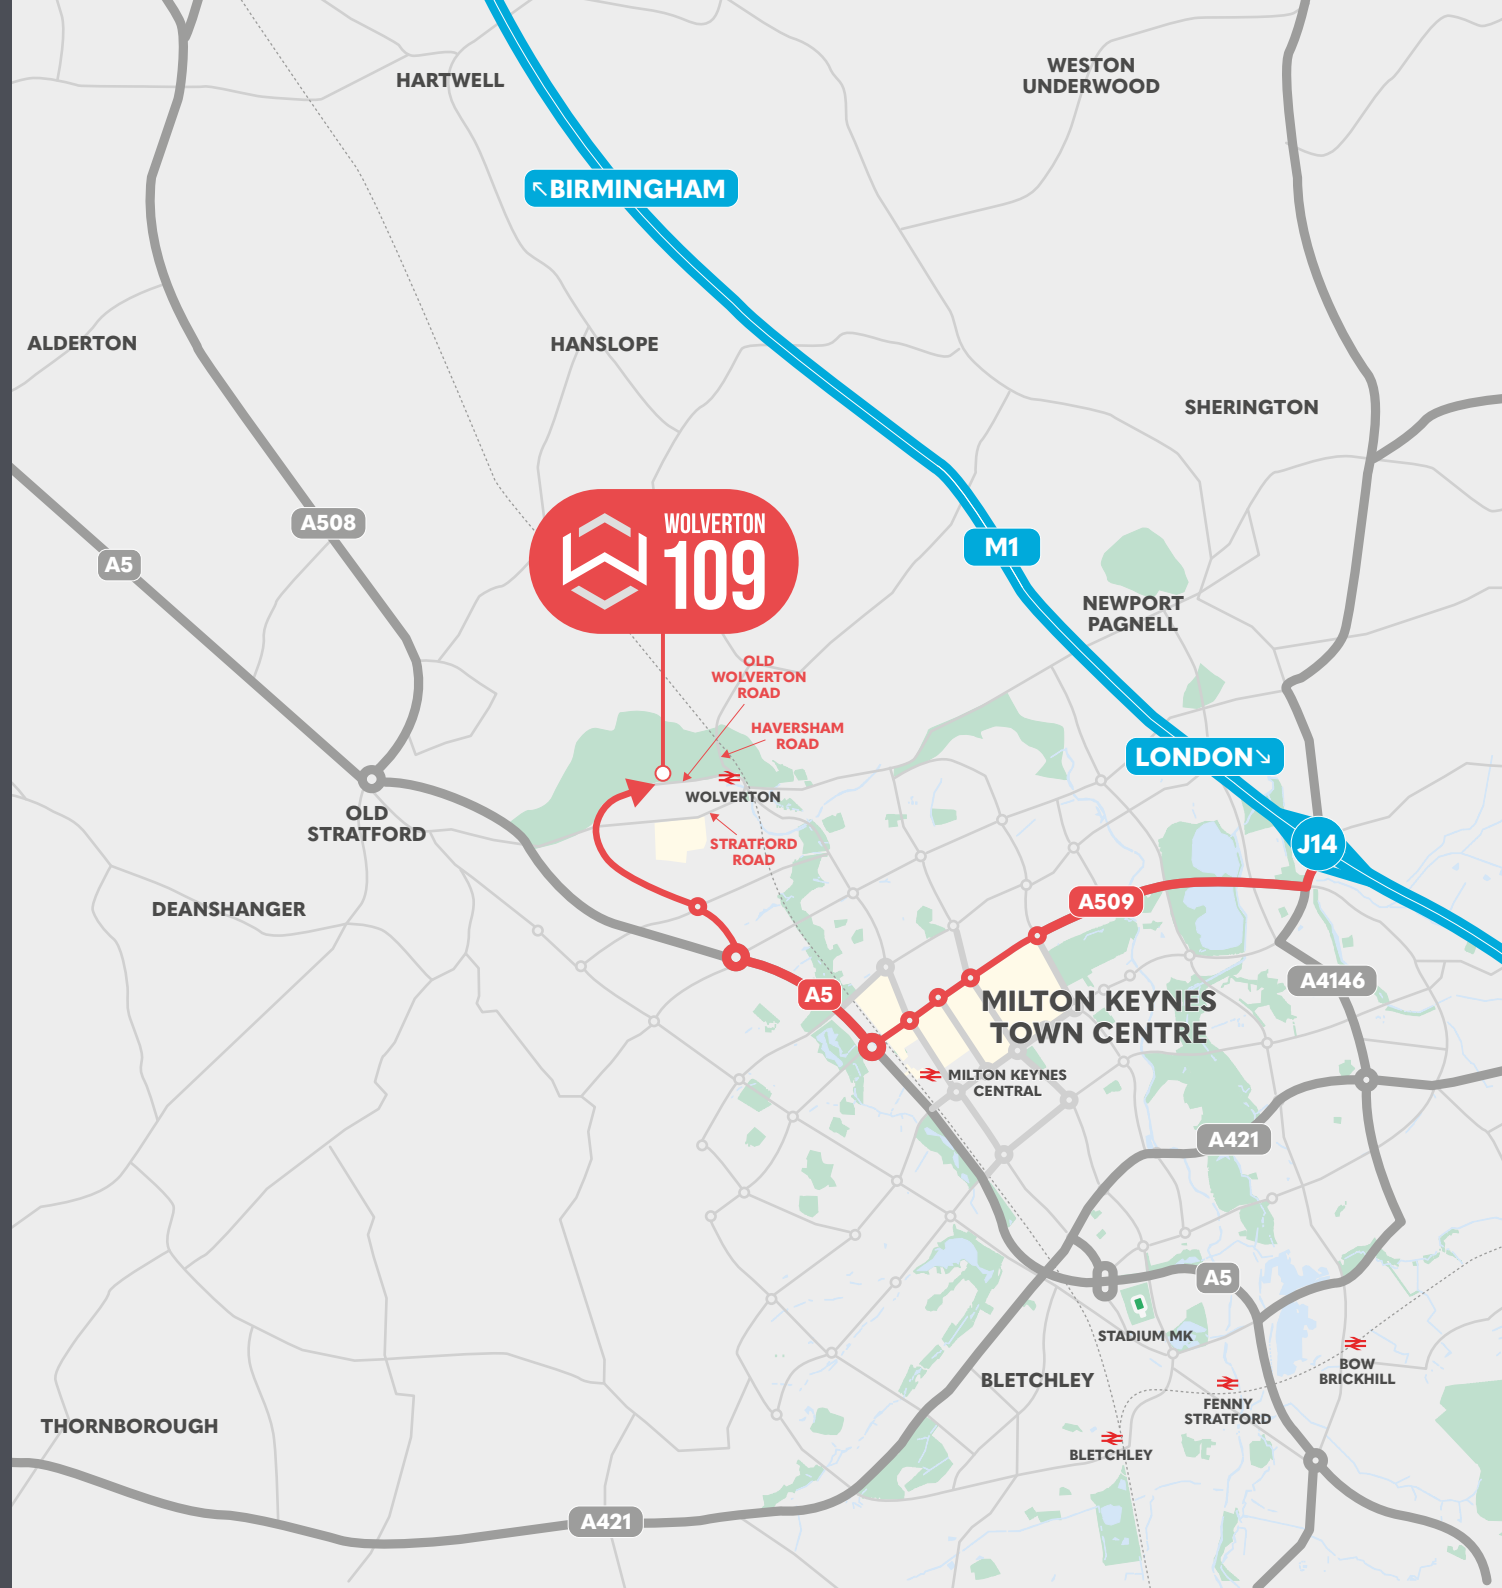 WESTON
UNDERWOOD
HARTWELL
↖BIRMINGHAM
ALDERTON
HANSLOPE
SHERINGTON
A508
WOLVERTON
109
A5
M1
NEWPORT
PAGNELL
OLD
WOLVERTON
ROAD
HAVERSHAM
ROAD
LONDON↘
WOLVERTON
OLD
STRATFORD
STRATFORD
ROAD
J14
A509
DEANSHANGER
A5
A4146
MILTON KEYNES
TOWN CENTRE
MILTON KEYNES
CENTRAL
A421
A5
STADIUM MK
BOW
BRICKHILL
BLETCHLEY
FENNY
STRATFORD
THORNBOROUGH
BLETCHLEY
A421